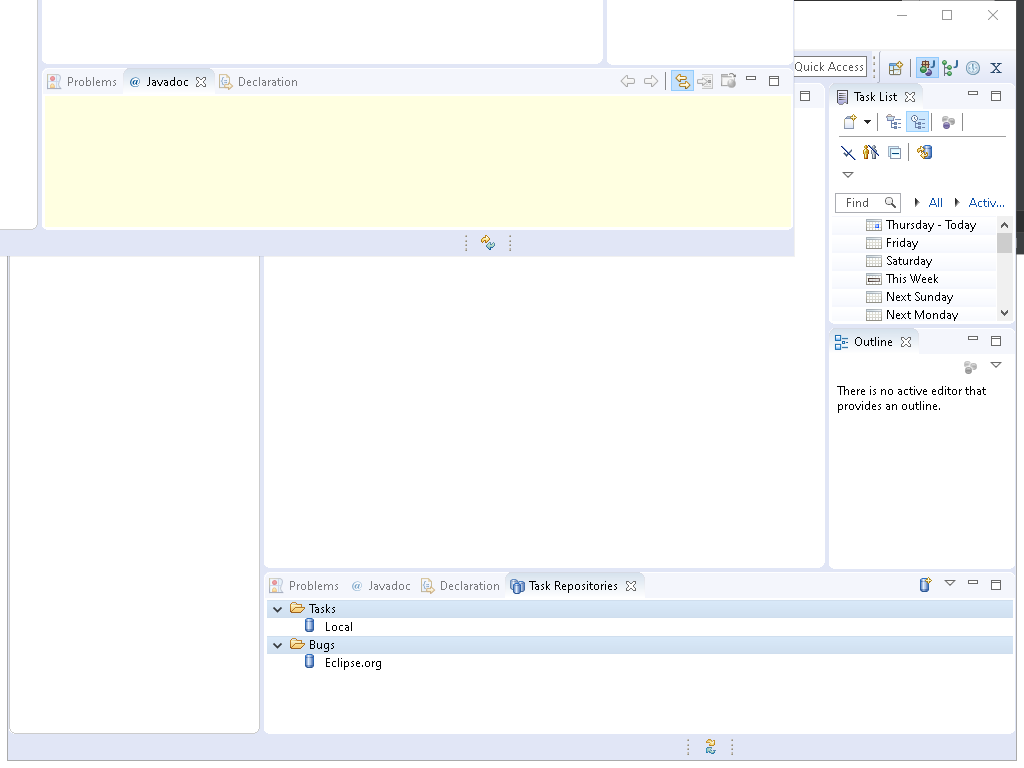 Problems @ Javadoc Declaration
Quick Access
Task List
Find All Activ...
Thursday - Today
Friday
Saturday
This Week
Next Sunday
Next Monday
Outline
There is no active editor that
provides an outline.
Problems @ Javadoc Declaration Task Repositories
Tasks
Local
Bugs
Eclipse.org